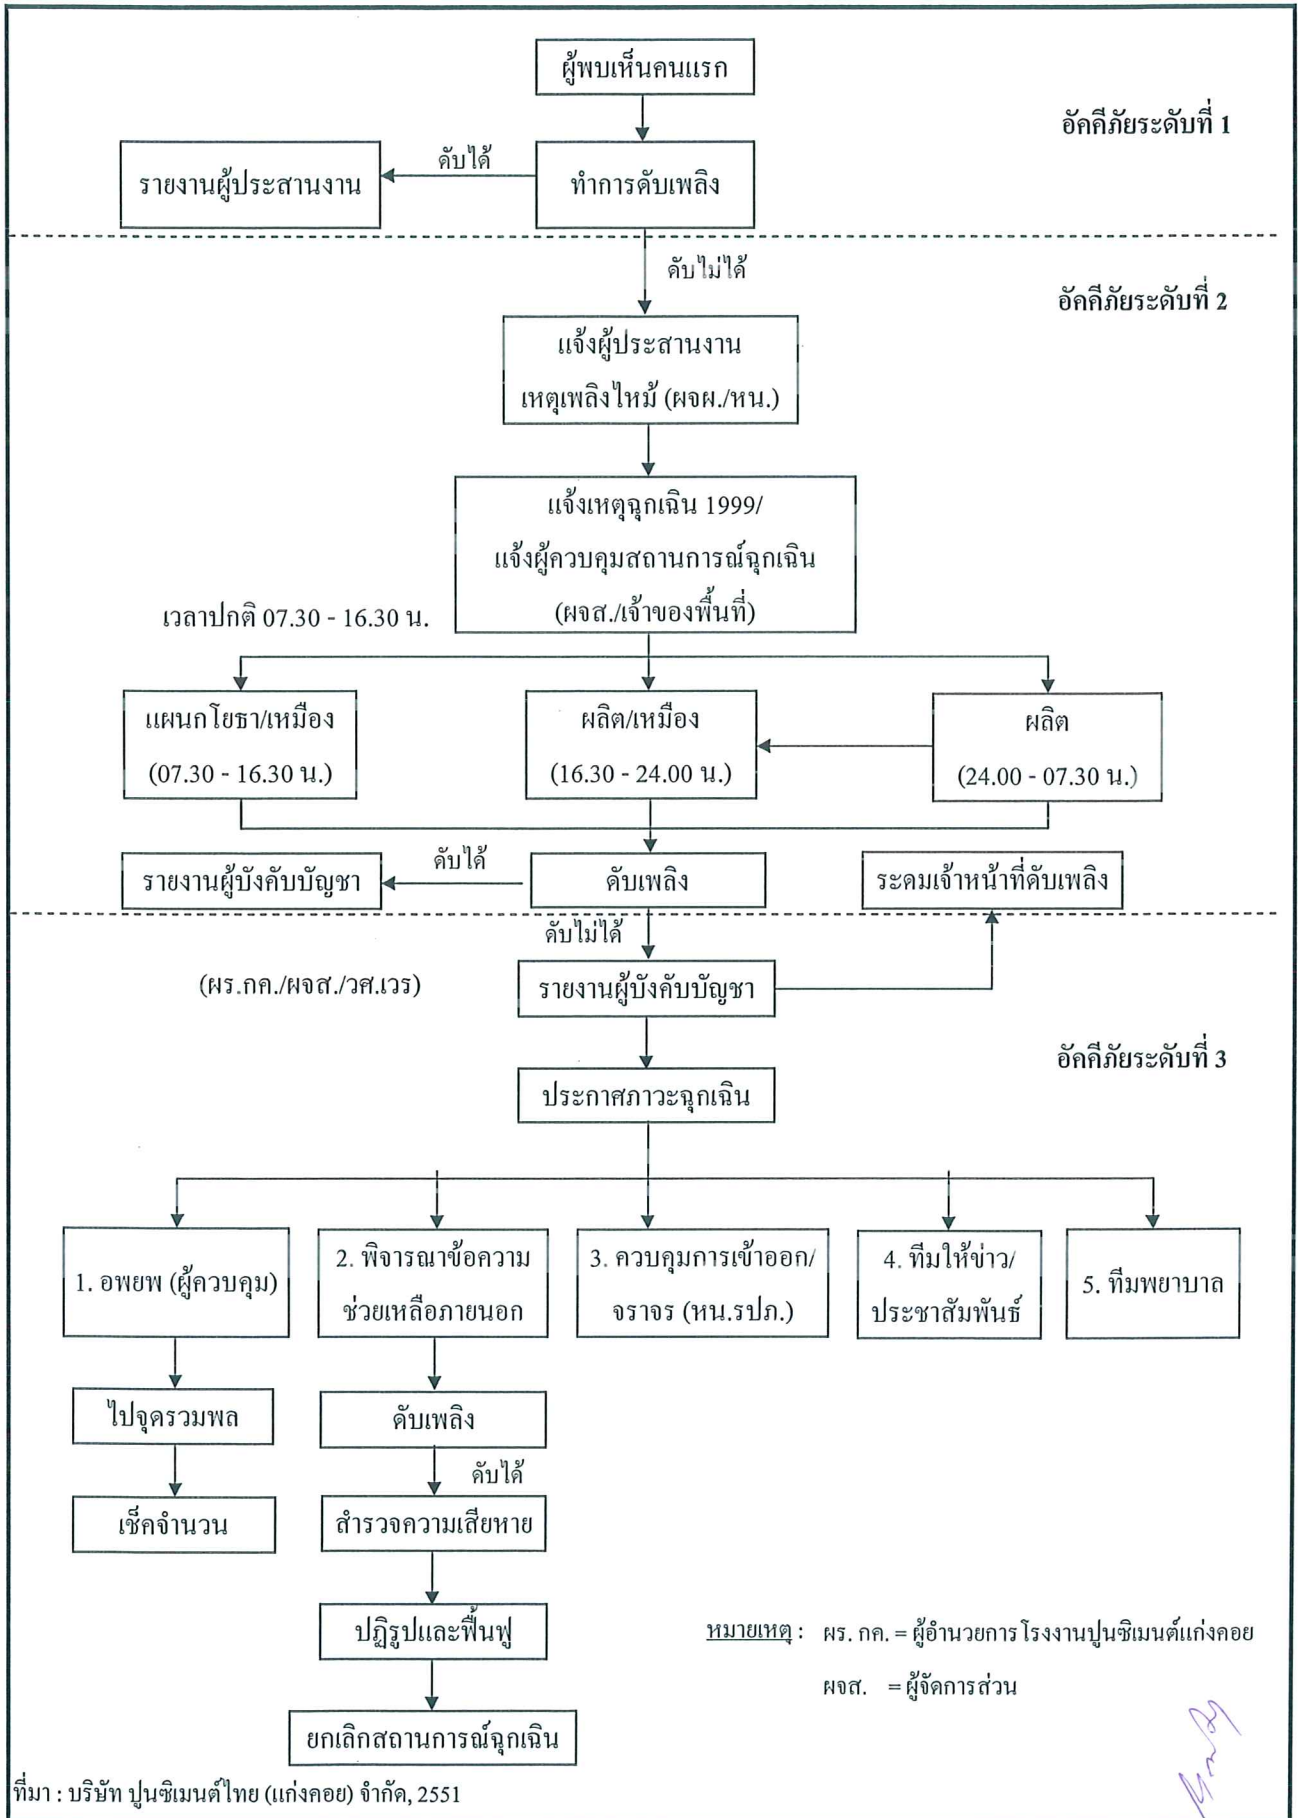 ผู้พบเห็นคนแรก
อัคคีภัยระดับที่ 1
ดับได้
รายงานผู้ประสานงาน
ทำการดับเพลิง
ดับไม่ได้
อัคคีภัยระดับที่ 2
แจ้งผู้ประสานงาน
เหตุเพลิงไหม้ (ผจผ./หน.)
แจ้งเหตุฉุกเฉิน 1999/
แจ้งผู้ควบคุมสถานการณ์ฉุกเฉิน
(ผจส./เจ้าของพื้นที่)
เวลาปกติ 07.30 - 16.30 น.
แผนกโยธา/เหมือง
(07.30 - 16.30 น.)
ผลิต/เหมือง
(16.30 - 24.00 น.)
ผลิต
(24.00 - 07.30 น.)
รายงานผู้บังคับบัญชา
ดับได้
ดับเพลิง
ระดมเจ้าหน้าที่ดับเพลิง
ดับไม่ได้
(ผร.กค./ผจส./วศ.เวร)
รายงานผู้บังคับบัญชา
อัคคีภัยระดับที่ 3
ประกาศภาวะฉุกเฉิน
1. อพยพ (ผู้ควบคุม)
2. พิจารณาข้อความ
ช่วยเหลือภายนอก
3. ควบคุมการเข้าออก/
จราจร (หน.รปภ.)
4. ทีมให้ข่าว/
ประชาสัมพันธ์
5. ทีมพยาบาล
ไปจุดรวมพล
ดับเพลิง
ดับได้
เช็คจำนวน
สำรวจความเสียหาย
ปฏิรูปและฟื้นฟู
หมายเหตุ : ผร. กค. = ผู้อำนวยการโรงงานปูนซิเมนต์แก่งคอย
ผจส. = ผู้จัดการส่วน
ยกเลิกสถานการณ์ฉุกเฉิน
ที่มา : บริษัท ปูนซิเมนต์ไทย (แก่งคอย) จำกัด, 2551